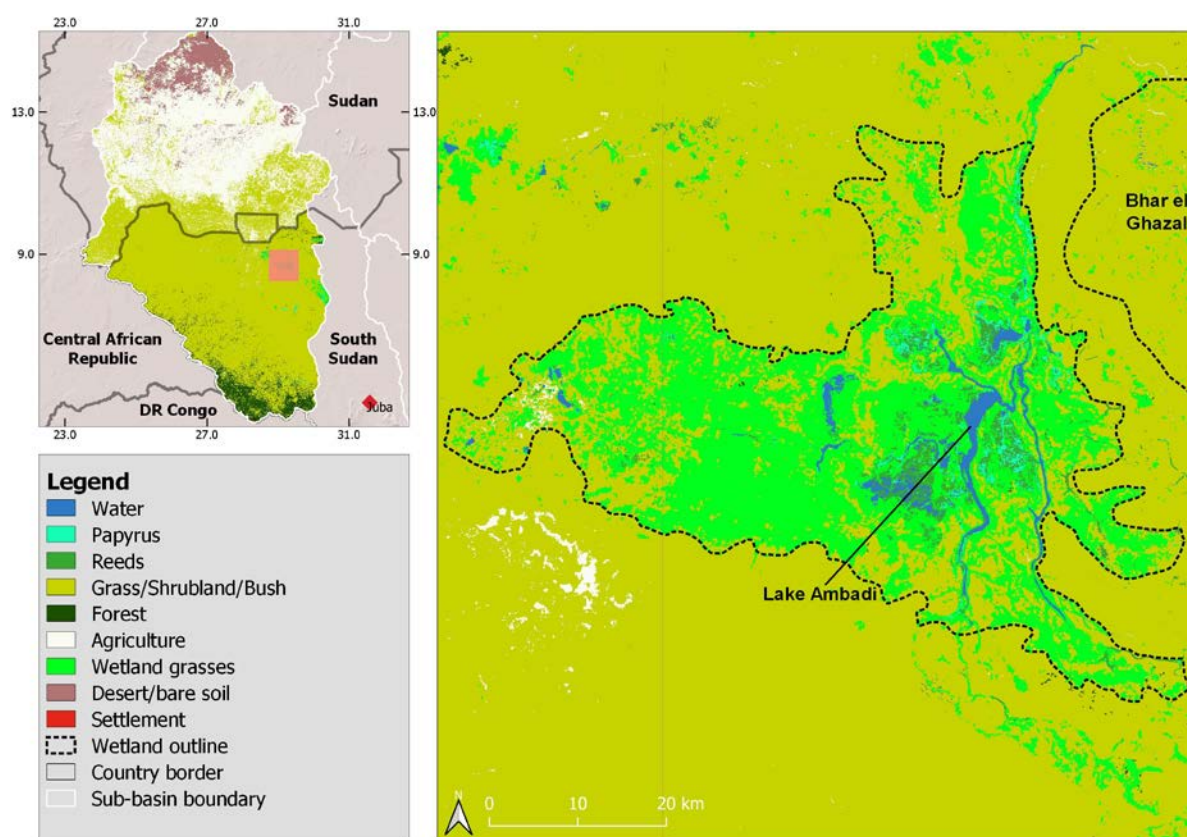 23.0 27.0 31.0
13.0 13.0
Sudan
9.0 9.0
Central African
Republic
South
Sudan
DR Congo
Juba
23.0 27.0 31.0
Legend
Water
Papyrus
Reeds
Grass/Shrubland/Bush
Forest
Agriculture
Wetland grasses
Desert/bare soil
Settlement
Wetland outline
Country border
Sub-basin boundary
Bhar el
Ghazal
Lake Ambadi
N
0 10 20 km